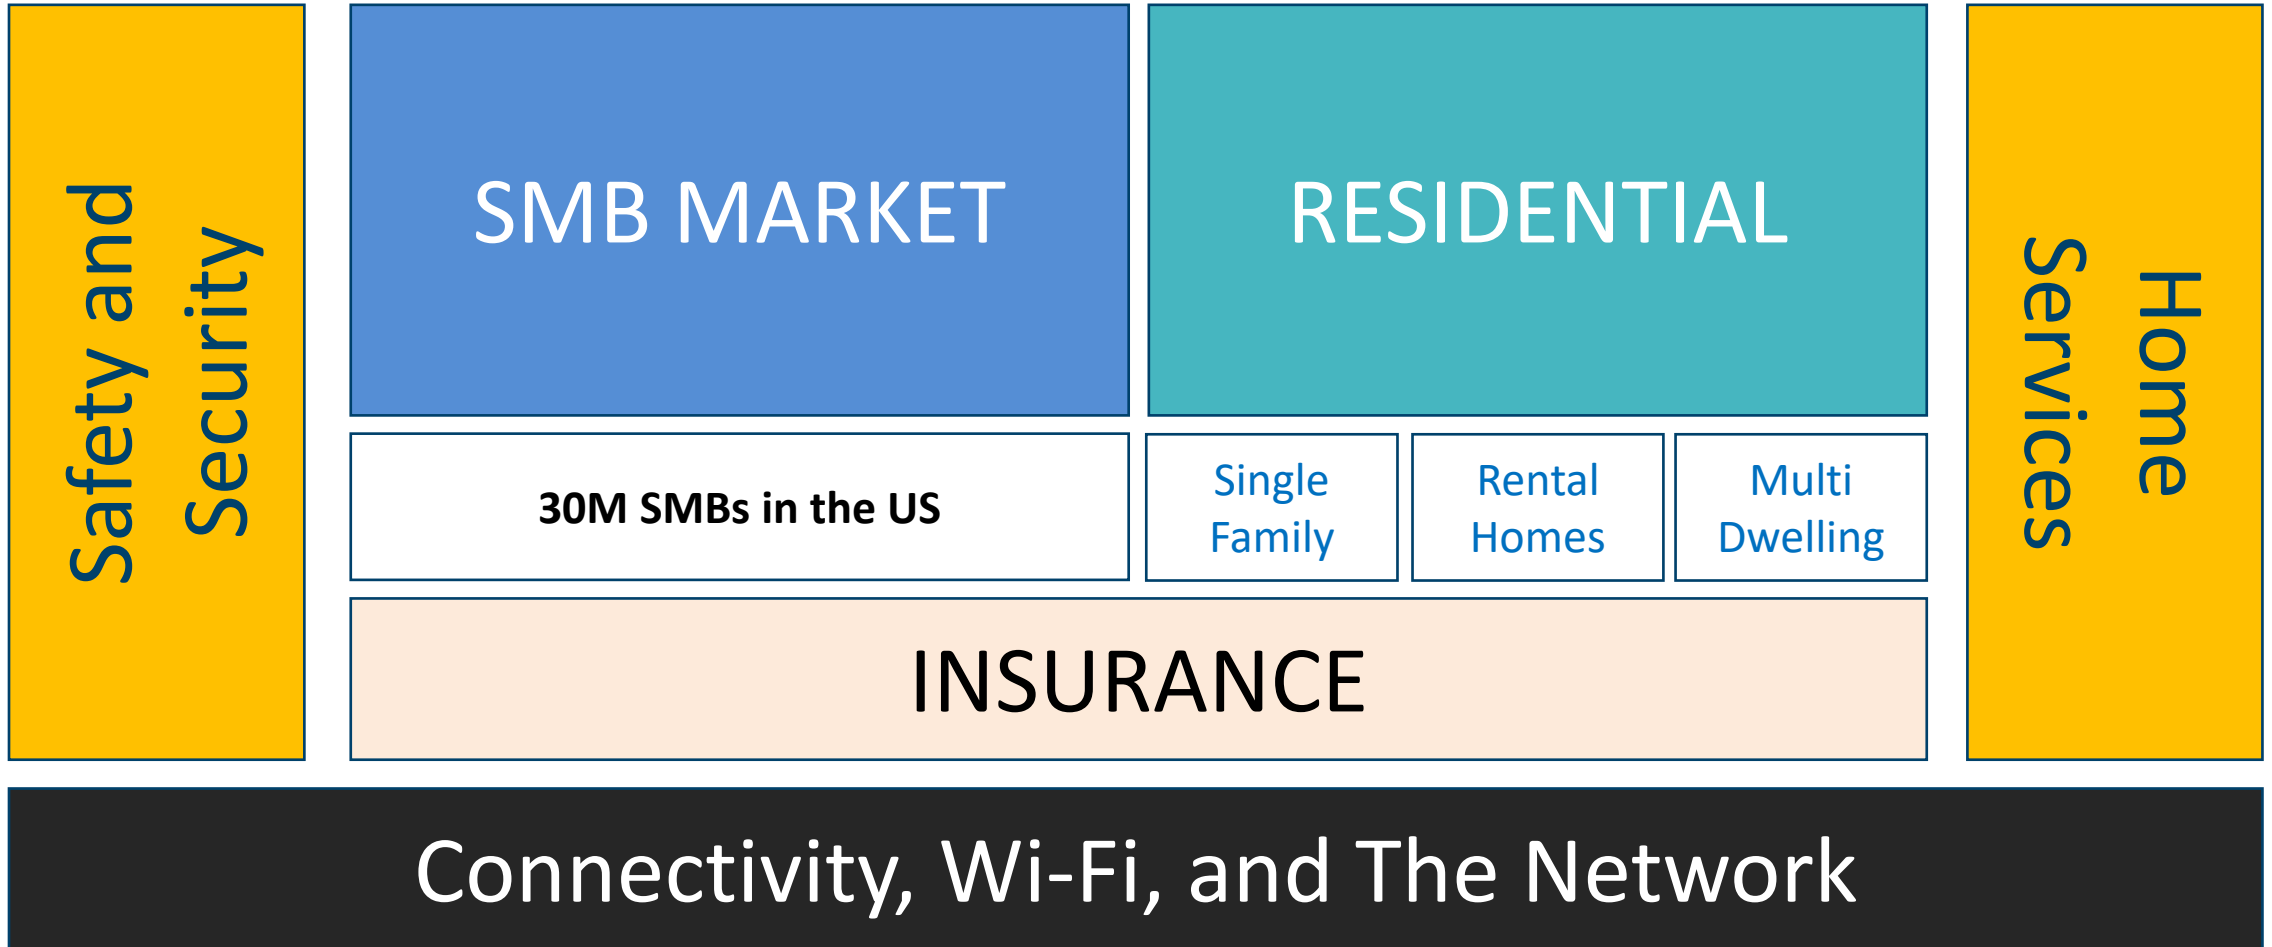 Safety and
Security
SMB MARKET
RESIDENTIAL
30M SMBs in the US
Single
Family
Rental
Homes
Multi
Dwelling
INSURANCE
Home
Services
Connectivity, Wi-Fi, and The Network